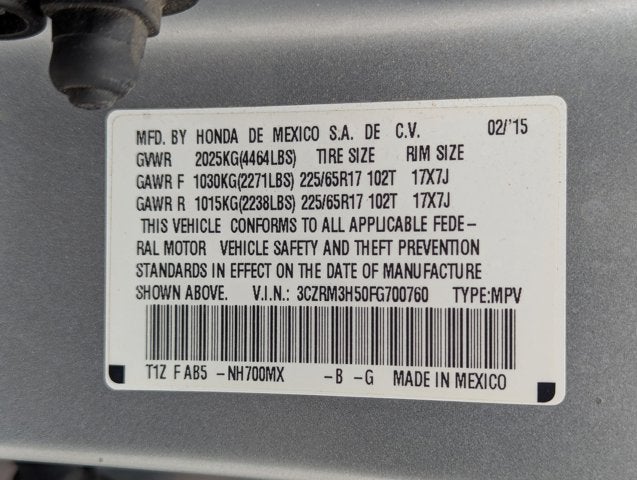 MFD. BY HONDA DE MEXICO S.A. DE C.V. 02/'15
GVWR 2025KG(4464LBS) TIRE SIZE RIM SIZE
GAWR F 1030KG(2271LBS) 225/65R17 102T 17X7J
GAWR R 1015KG(2238LBS) 225/65R17 102T 17X7J
THIS VEHICLE CONFORMS TO ALL APPLICABLE FEDE-
RAL MOTOR VEHICLE SAFETY AND THEFT PREVENTION
STANDARDS IN EFFECT ON THE DATE OF MANUFACTURE
SHOWN ABOVE. V.I.N.: 3CZRM3H50FG700760 TYPE:MPV
T1Z F AB5 -NH700MX -B -G MADE IN MEXICO